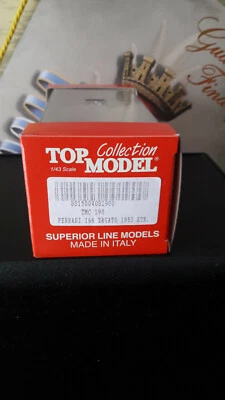 Collection
1/43 Scale TOP MODEL®
TMC 198
FERRARI 166 ZAGATO 1953 STR.
SUPERIOR LINE MODELS
MADE IN ITALY